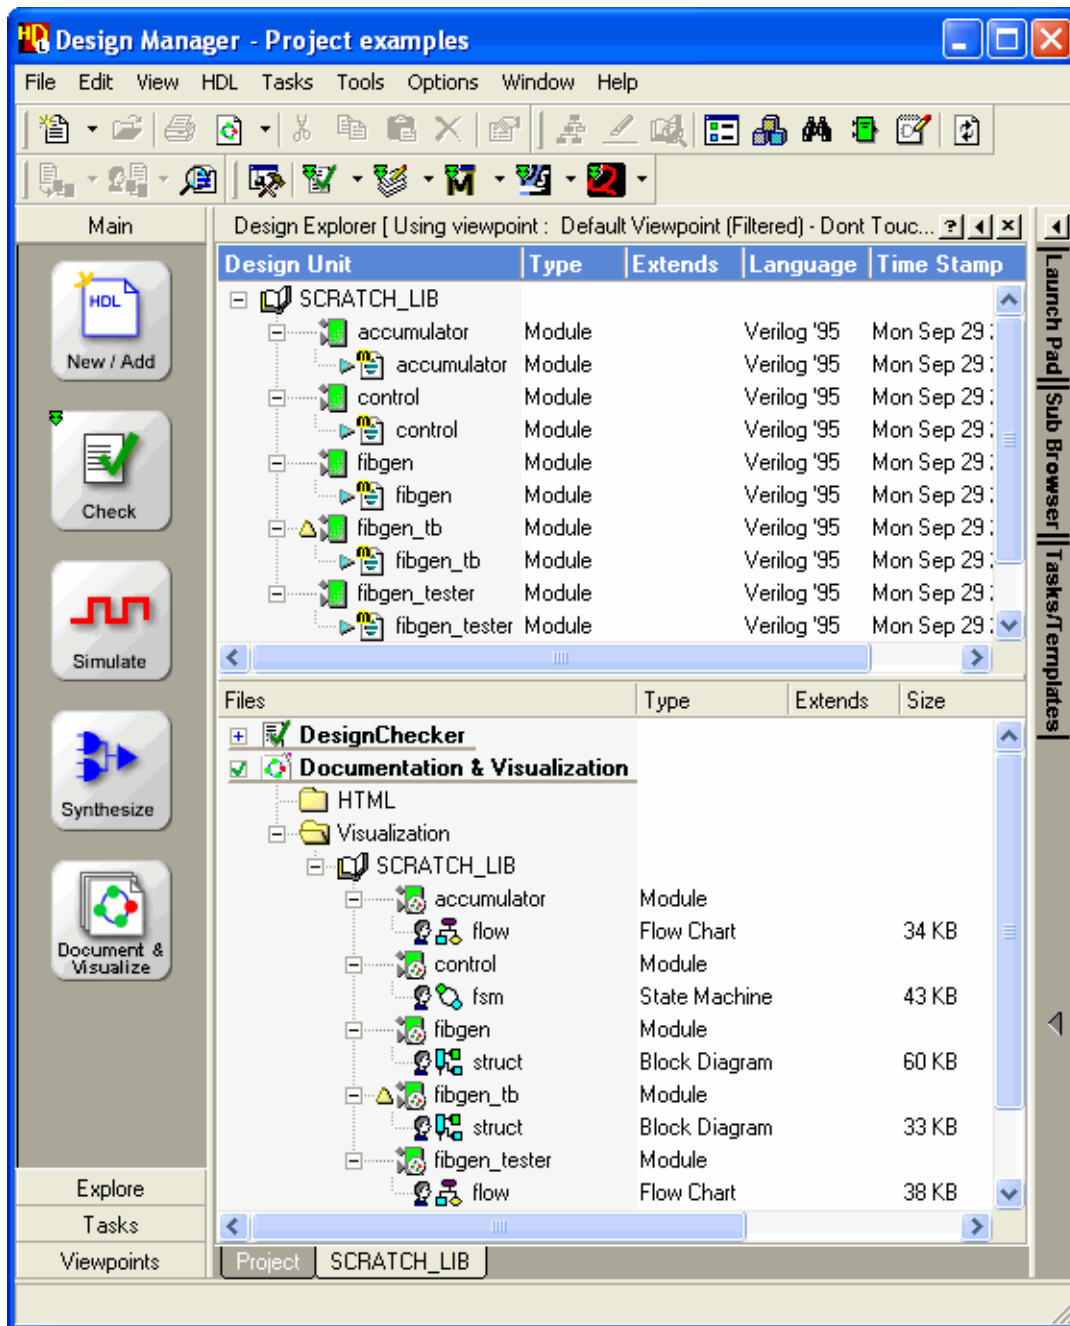 Design Manager - Project examples
File Edit View HDL Tasks Tools Options Window Help
Main
HDL
New / Add
Check
Simulate
Synthesize
Document &
Visualize
Explore
Tasks
Viewpoints
Design Explorer [ Using viewpoint : Default Viewpoint (Filtered) - Dont Touc...
Design Unit Type Extends Language Time Stamp
SCRATCH_LIB
accumulator Module Verilog '95 Mon Sep 29
accumulator Module Verilog '95 Mon Sep 29
control Module Verilog '95 Mon Sep 29
control Module Verilog '95 Mon Sep 29
fibgen Module Verilog '95 Mon Sep 29
fibgen Module Verilog '95 Mon Sep 29
fibgen_tb Module Verilog '95 Mon Sep 29
fibgen_tb Module Verilog '95 Mon Sep 29
fibgen_tester Module Verilog '95 Mon Sep 29
fibgen_tester Module Verilog '95 Mon Sep 29
Files Type Extends Size
DesignChecker
Documentation & Visualization
HTML
Visualization
SCRATCH_LIB
accumulator Module
flow Flow Chart 34 KB
control Module
fsm State Machine 43 KB
fibgen Module
struct Block Diagram 60 KB
fibgen_tb Module
struct Block Diagram 33 KB
fibgen_tester Module
flow Flow Chart 38 KB
Project SCRATCH_LIB
Launch Pad
Sub Browser
Tasks/Templates